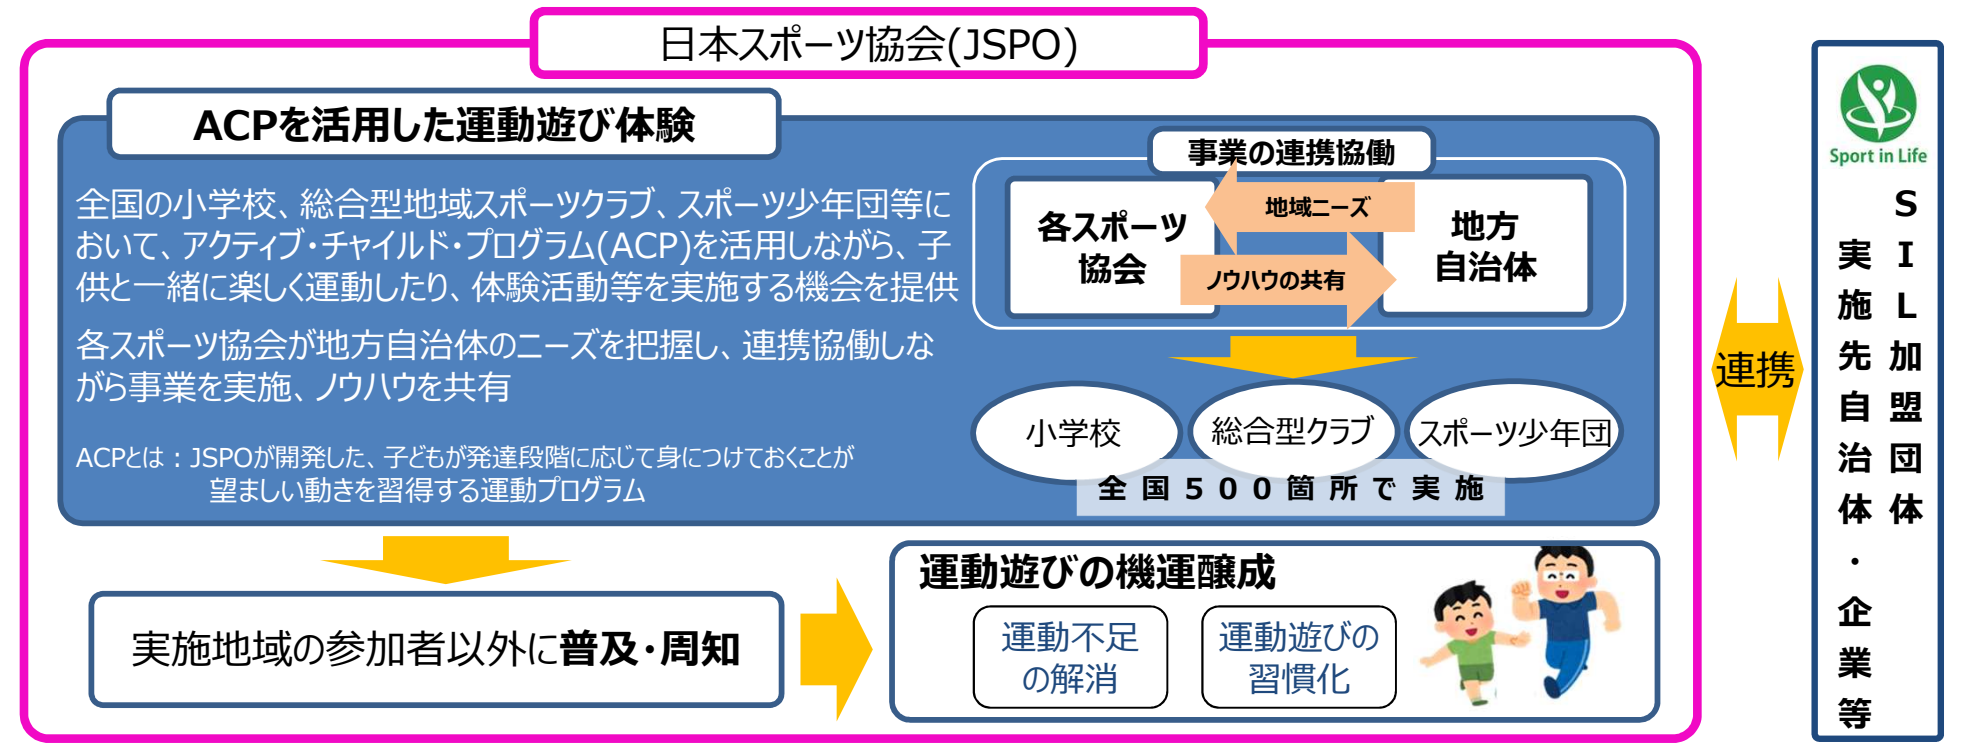 日本スポーツ協会(JSPO)
ACPを活用した運動遊び体験
全国の小学校、総合型地域スポーツクラブ、スポーツ少年団等に
おいて、アクティブ・チャイルド・プログラム(ACP)を活用しながら、子
供と一緒に楽しく運動したり、体験活動等を実施する機会を提供
各スポーツ協会が地方自治体のニーズを把握し、連携協働しな
がら事業を実施、ノウハウを共有
ACPとは：JSPOが開発した、子どもが発達段階に応じて身につけておくことが
望ましい動きを習得する運動プログラム
事業の連携協働
各スポーツ
協会
地域ニーズ
ノウハウの共有
地方
自治体
小学校
総合型クラブ
スポーツ少年団
全国500箇所で実施
実施地域の参加者以外に普及・周知
運動遊びの機運醸成
運動不足
の解消
運動遊びの
習慣化
連携
Sport in Life
SIL加盟団体
実施先自治体・企業等